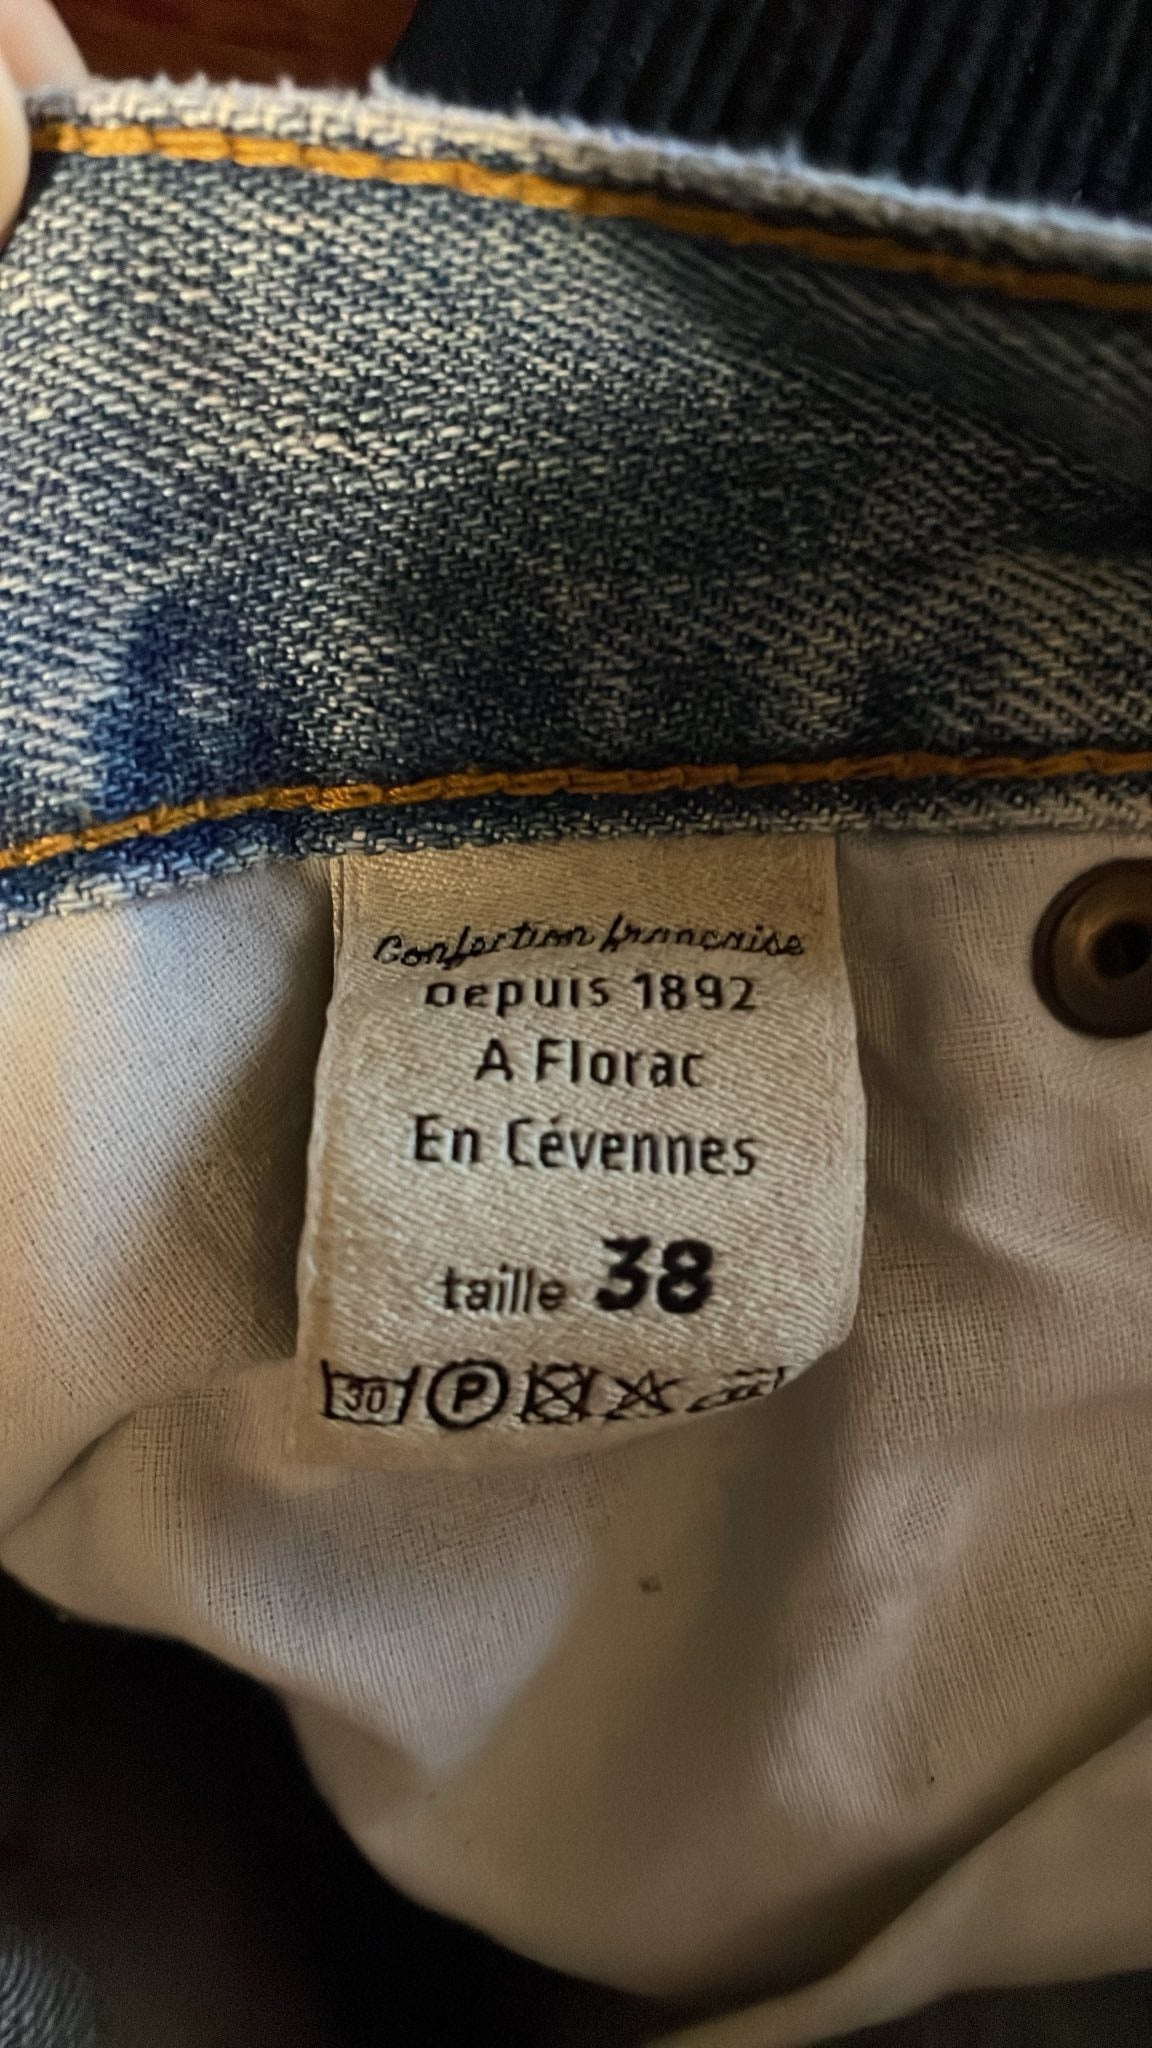 Confection française
Depuis 1892
A Florac
En Cévennes
taille 38
30 P